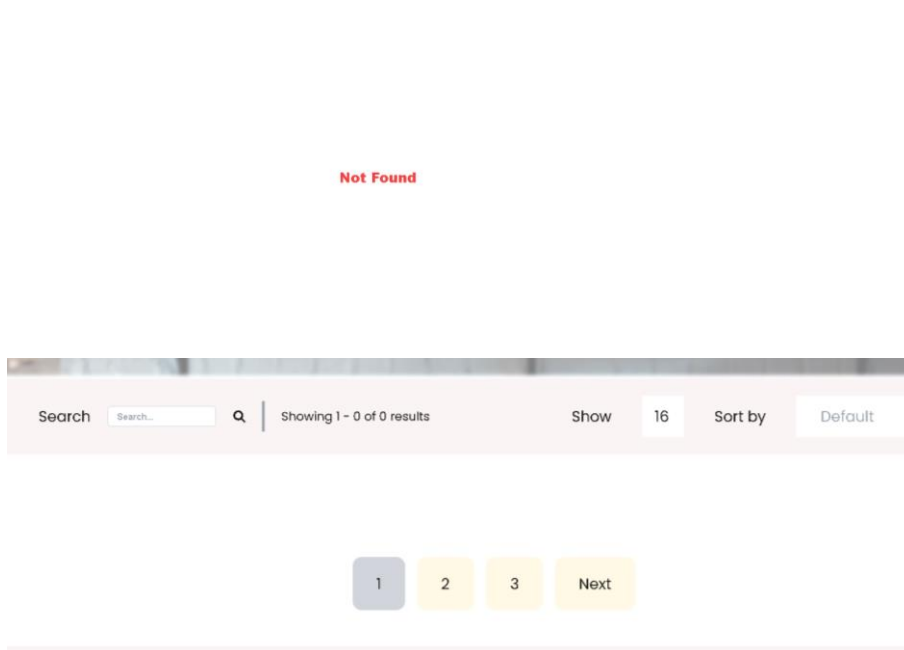 Not Found
Search Search... Showing 1 - 0 of 0 results Show 16 Sort by Default
1 2 3 Next